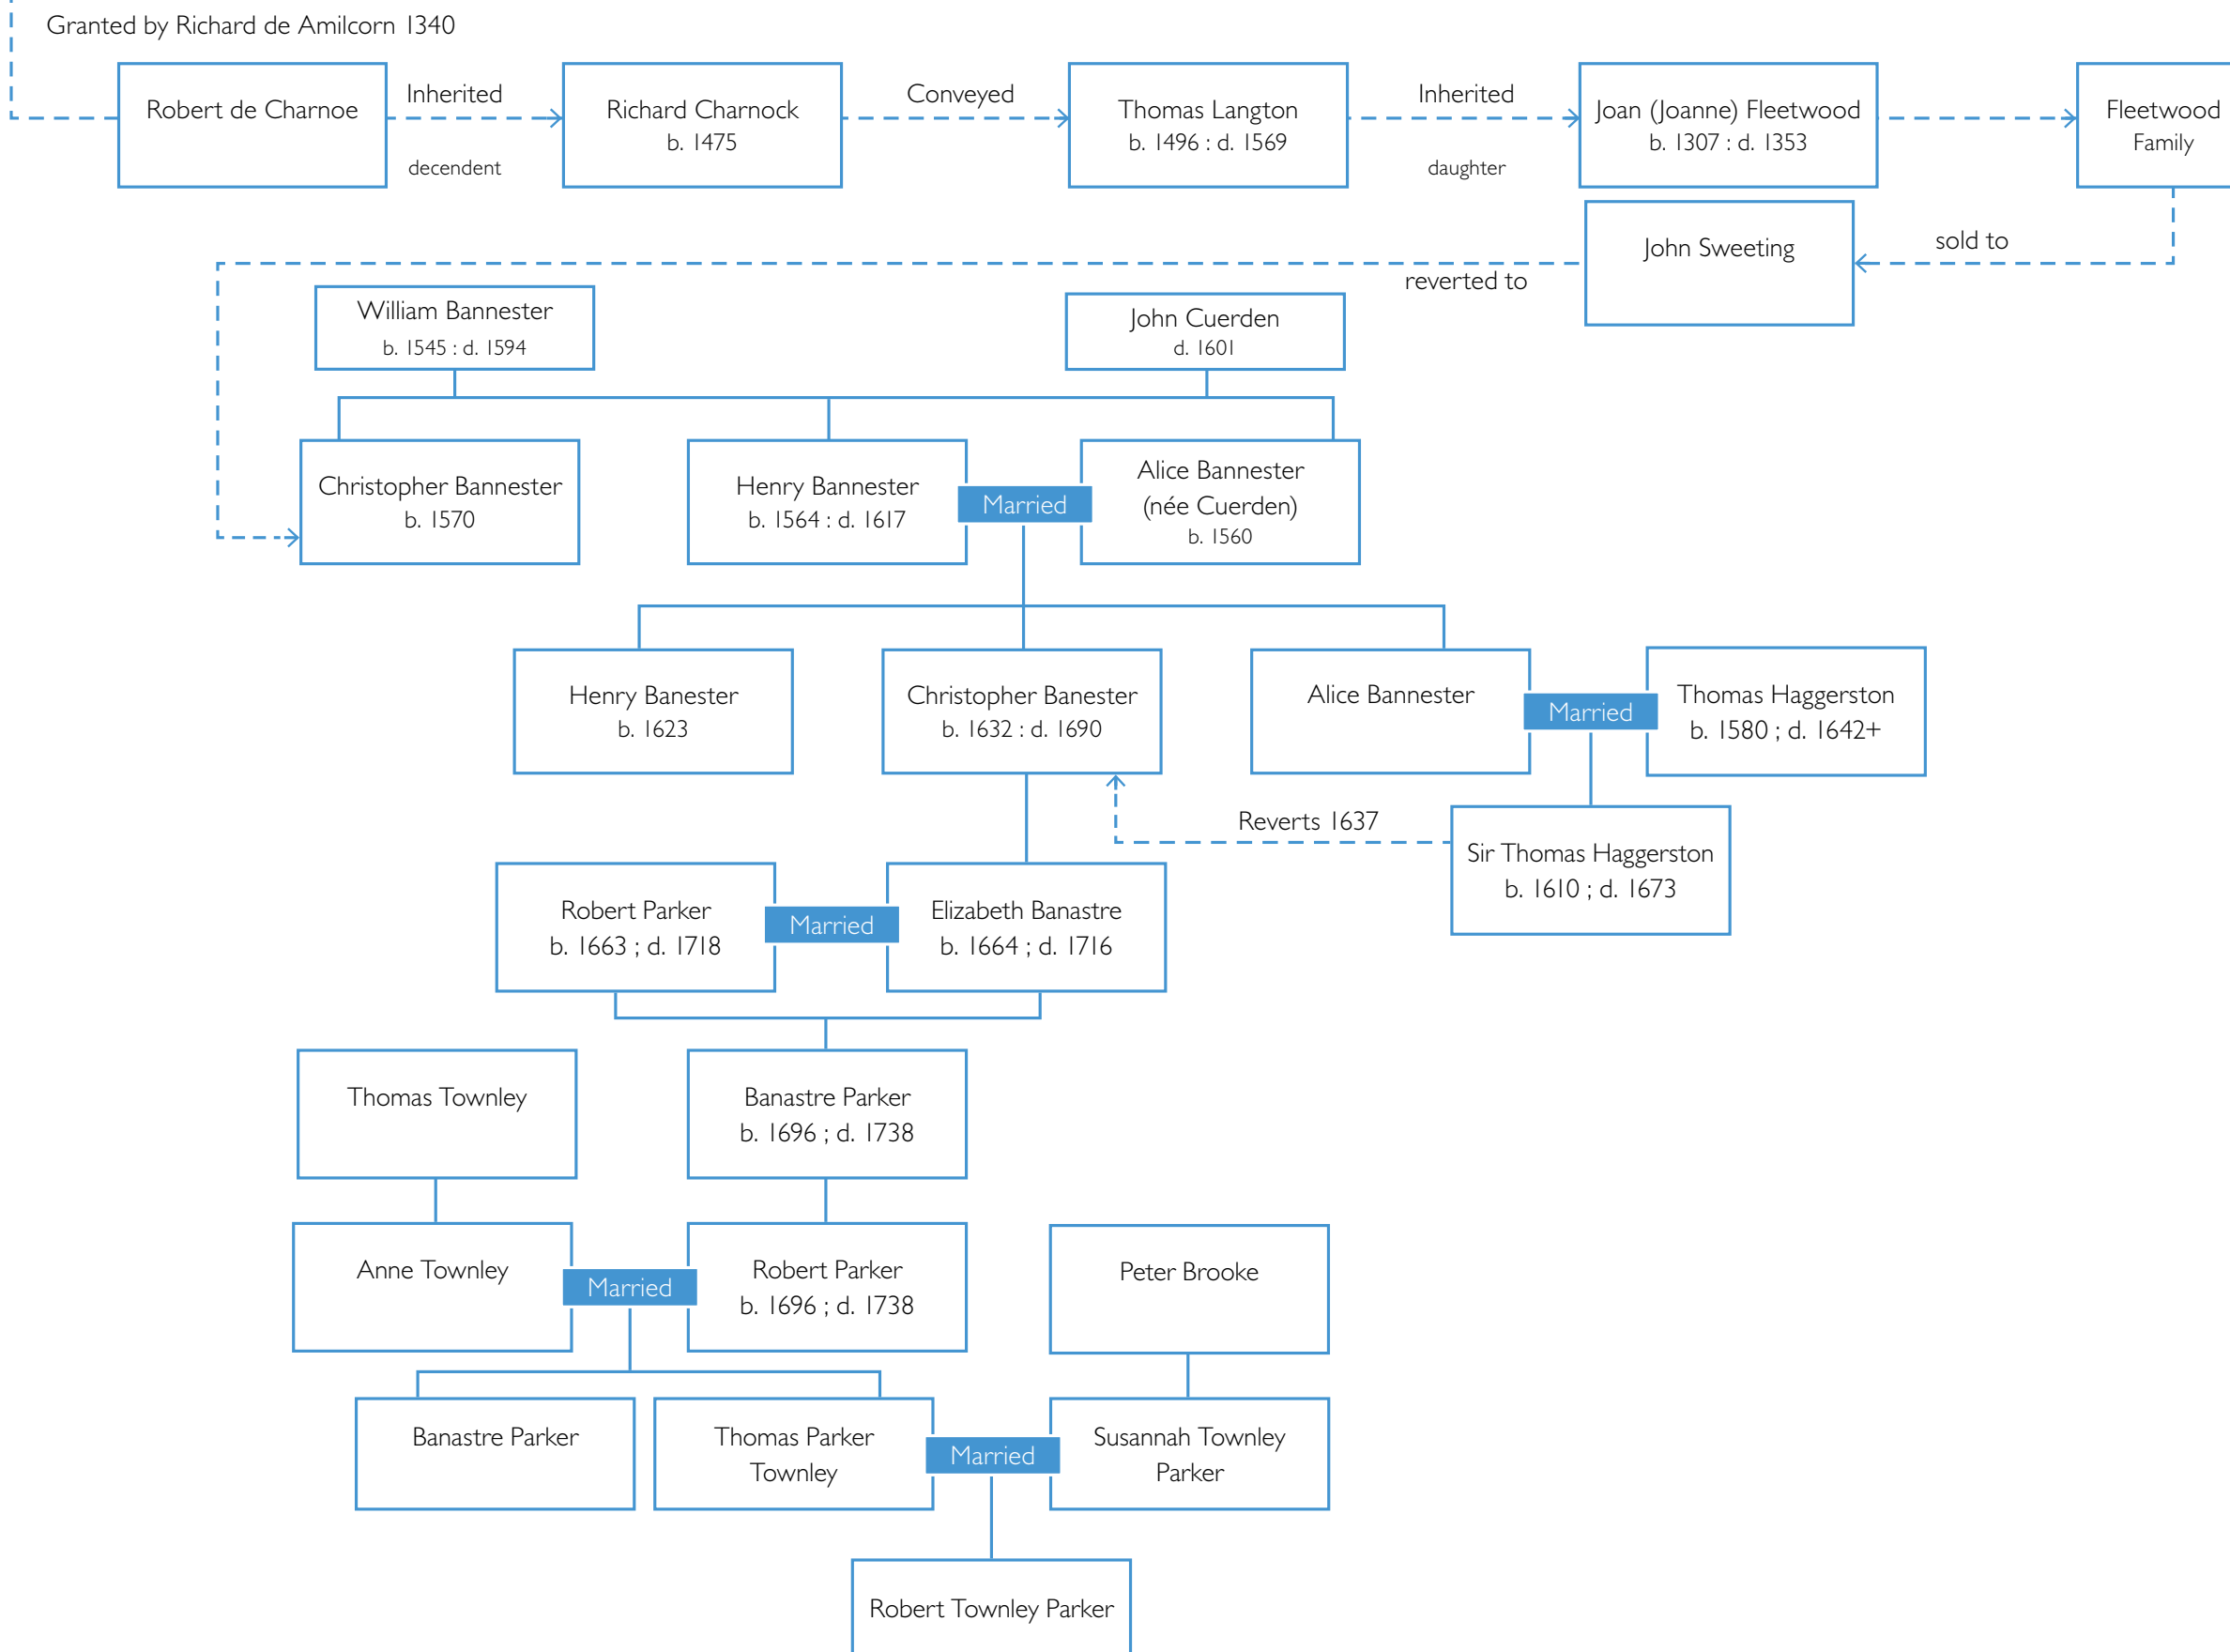 Granted by Richard de Amilcorn 1340
Robert de Charnoe
Inherited
decendent
Richard Charnock
b. 1475
Conveyed
Thomas Langton
b. 1496 : d. 1569
Inherited
daughter
Joan (Joanne) Fleetwood
b. 1307 : d. 1353
Fleetwood
Family
sold to
John Sweeting
reverted to
William Bannester
b. 1545 : d. 1594
John Cuerden
d. 1601
Christopher Bannester
b. 1570
Henry Bannester
b. 1564 : d. 1617
Married
Alice Bannester
(née Cuerden)
b. 1560
Henry Banester
b. 1623
Christopher Banester
b. 1632 : d. 1690
Alice Bannester
Married
Thomas Haggerston
b. 1580 ; d. 1642+
Reverts 1637
Sir Thomas Haggerston
b. 1610 ; d. 1673
Robert Parker
b. 1663 ; d. 1718
Married
Elizabeth Banastre
b. 1664 ; d. 1716
Thomas Townley
Banastre Parker
b. 1696 ; d. 1738
Anne Townley
Married
Robert Parker
b. 1696 ; d. 1738
Peter Brooke
Banastre Parker
Thomas Parker
Townley
Married
Susannah Townley
Parker
Robert Townley Parker